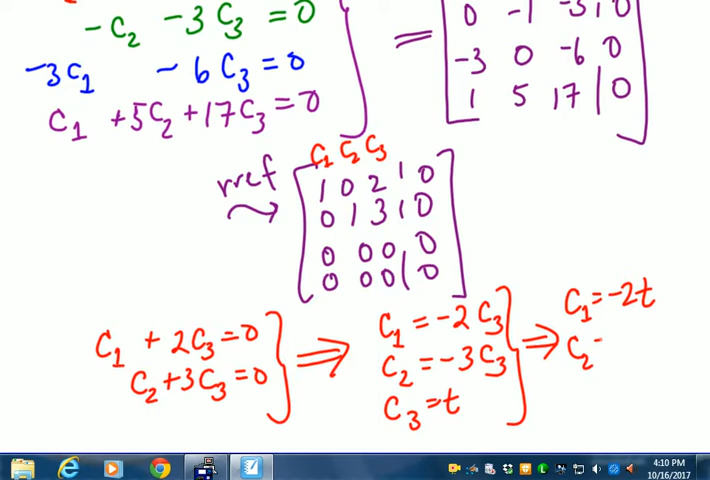 -C₂ -3C₃ = 0
-3C₁ -6C₃ = 0
C₁ +5C₂ +17C₃ = 0
=
0 -1 -3 | 0
-3 0 -6 0
1 5 17 | 0
rref
C₁ C₂ C₃
1 0 2 | 0
0 1 3 | 0
0 0 0 0
0 0 0 | 0
C₁ + 2C₃ = 0
C₂ + 3C₃ = 0
⇒
C₁ = -2C₃
C₂ = -3C₃
C₃ = t
⇒
C₁ = -2t
C₂ -
4:10 PM
10/16/2017